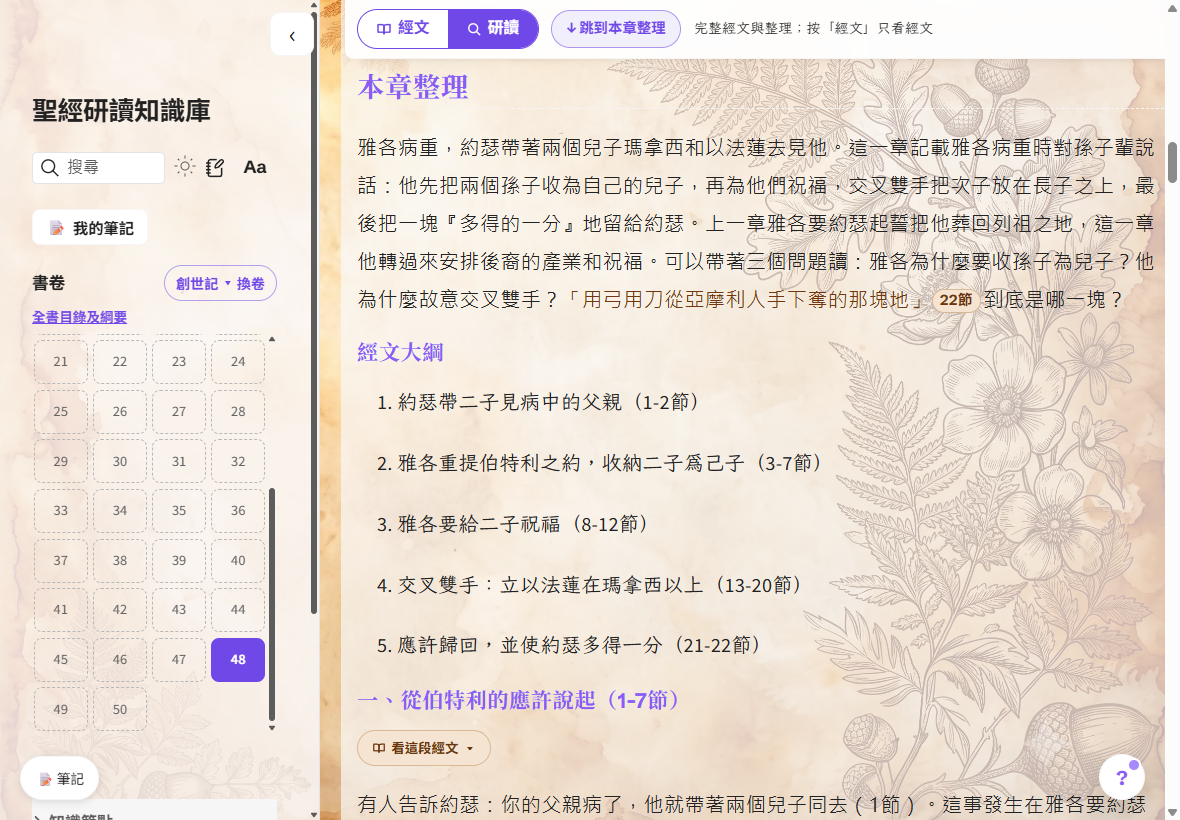 ‹
聖經研讀知識庫
搜尋
Aa
我的筆記
書卷
創世記 ▾ 換卷
全書目錄及綱要
21 22 23 24
25 26 27 28
29 30 31 32
33 34 35 36
37 38 39 40
41 42 43 44
45 46 47 48
49 50
筆記
經文 研讀 ↓跳到本章整理 完整經文與整理；按「經文」只看經文
本章整理
雅各病重，約瑟帶著兩個兒子瑪拿西和以法蓮去見他。這一章記載雅各病重時對孫子輩說
話：他先把兩個孫子收為自己的兒子，再為他們祝福，交叉雙手把次子放在長子之上，最
後把一塊『多得的一分』地留給約瑟。上一章雅各要約瑟起誓把他葬回列祖之地，這一章
他轉過來安排後裔的產業和祝福。可以帶著三個問題讀：雅各為什麼要收孫子為兒子？他
為什麼故意交叉雙手？「用弓用刀從亞摩利人手下奪的那塊地」 22節 到底是哪一塊？
經文大綱
1. 約瑟帶二子見病中的父親（1-2節）
2. 雅各重提伯特利之約，收納二子爲己子（3-7節）
3. 雅各要給二子祝福（8-12節）
4. 交叉雙手：立以法蓮在瑪拿西以上（13-20節）
5. 應許歸回，並使約瑟多得一分（21-22節）
一、從伯特利的應許說起（1-7節）
看這段經文 ▾
?
有人告訴約瑟：你的父親病了，他就帶著兩個兒子同去（1節）。這事發生在雅各要約瑟